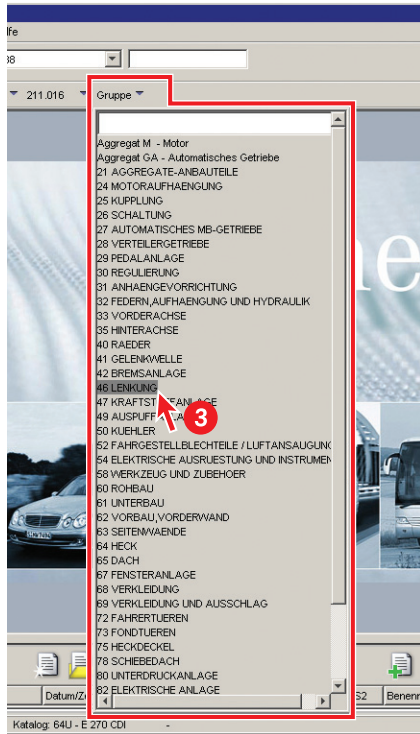 lfe
38
211.016 Gruppe
Aggregat M - Motor
Aggregat GA - Automatisches Getriebe
21 AGGREGATE-ANBAUTEILE
24 MOTORAUFHAENGUNG
25 KUPPLUNG
26 SCHALTUNG
27 AUTOMATISCHES MB-GETRIEBE
28 VERTEILERGETRIEBE
29 PEDALANLAGE
30 REGULIERUNG
31 ANHAENGEVORRICHTUNG
32 FEDERN,AUFHAENGUNG UND HYDRAULIK
33 VORDERACHSE
35 HINTERACHSE
40 RAEDER
41 GELENKWELLE
42 BREMSANLAGE
46 LENKUNG
47 KRAFTST FFANLAGE
49 AUSPUFF LA
3
50 KUEHLER
52 FAHRGESTELLBLECHTEILE / LUFTANSAUGUNG
54 ELEKTRISCHE AUSRUESTUNG UND INSTRUMEN
58 WERKZEUG UND ZUBEHOER
60 ROHBAU
61 UNTERBAU
62 VORBAU,VORDERWAND
63 SEITENWAENDE
64 HECK
65 DACH
67 FENSTERANLAGE
68 VERKLEIDUNG
69 VERKLEIDUNG UND AUSSCHLAG
72 FAHRERTUEREN
73 FONDTUEREN
75 HECKDECKEL
78 SCHIEBEDACH
80 UNTERDRUCKANLAGE
82 ELEKTRISCHE ANLAGE
ne
Datum/Ze S2 Benenn
Katalog: 64U - E 270 CDI -